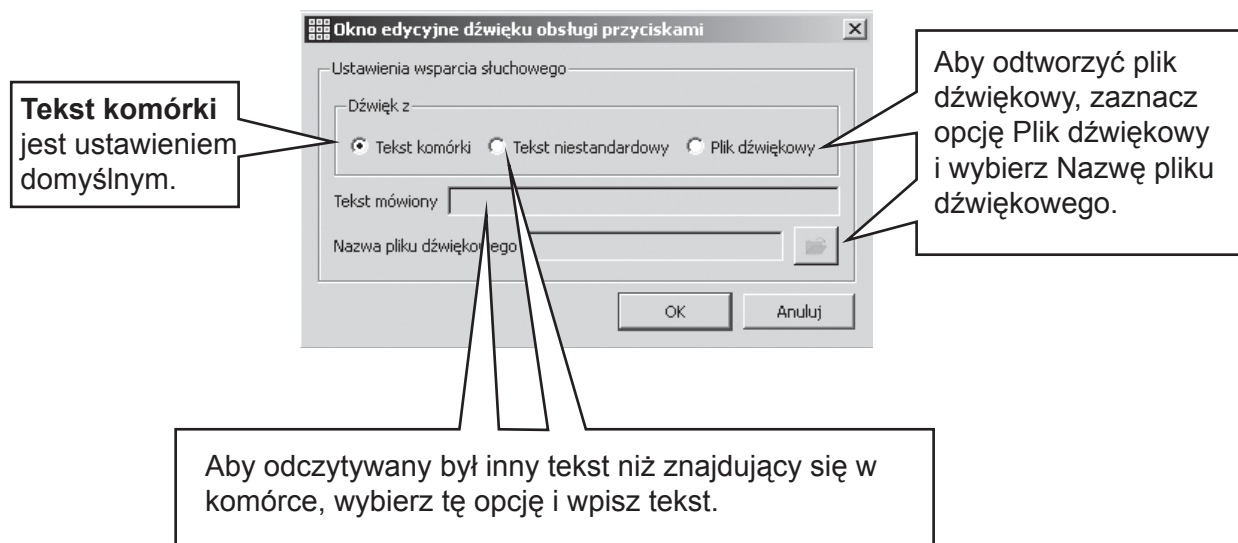 Okno edycyjne dźwięku obsługi przyciskami
Ustawienia wsparcia słuchowego
Dźwięk z
Tekst komórki
Tekst niestandardowy
Plik dźwiękowy
Tekst mówiony
Nazwa pliku dźwiękowego
OK
Anuluj
Tekst komórki
jest ustawieniem
domyślnym.
Aby odtworzyć plik
dźwiękowy, zaznacz
opcję Plik dźwiękowy
i wybierz Nazwę pliku
dźwiękowego.
Aby odczytywany był inny tekst niż znajdujący się w
komórce, wybierz tę opcję i wpisz tekst.